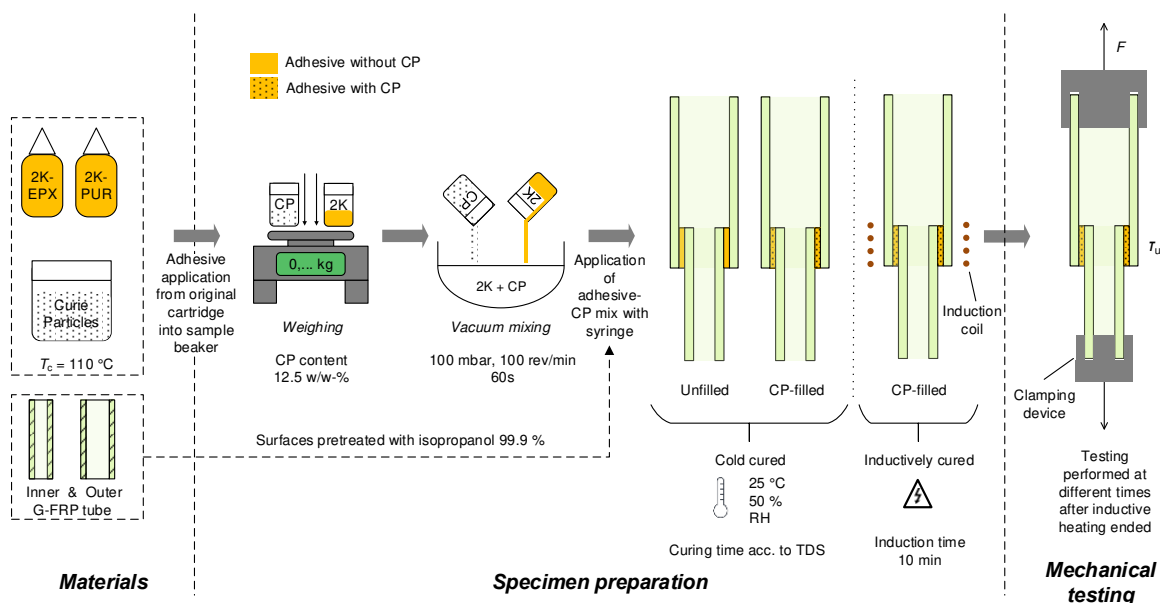 Adhesive without CP
Adhesive with CP
2K-
EPX
2K-
PUR
Curie
Particles
Tc = 110 °C
Inner & Outer
G-FRP tube
Materials
Adhesive
application
from original
cartridge
into sample
beaker
CP
2K
0,... kg
Weighing
CP content
12.5 w/w-%
CP
2K
2K + CP
Vacuum mixing
100 mbar, 100 rev/min
60s
Application
of
adhesive-
CP mix with
syringe
Surfaces pretreated with isopropanol 99.9 %
Unfilled
CP-filled
CP-filled
Induction
coil
Cold cured
25 °C
50 %
RH
Curing time acc. to TDS
Inductively cured
Induction time
10 min
Specimen preparation
F
τu
Clamping
device
Testing
performed at
different times
after inductive
heating ended
Mechanical
testing